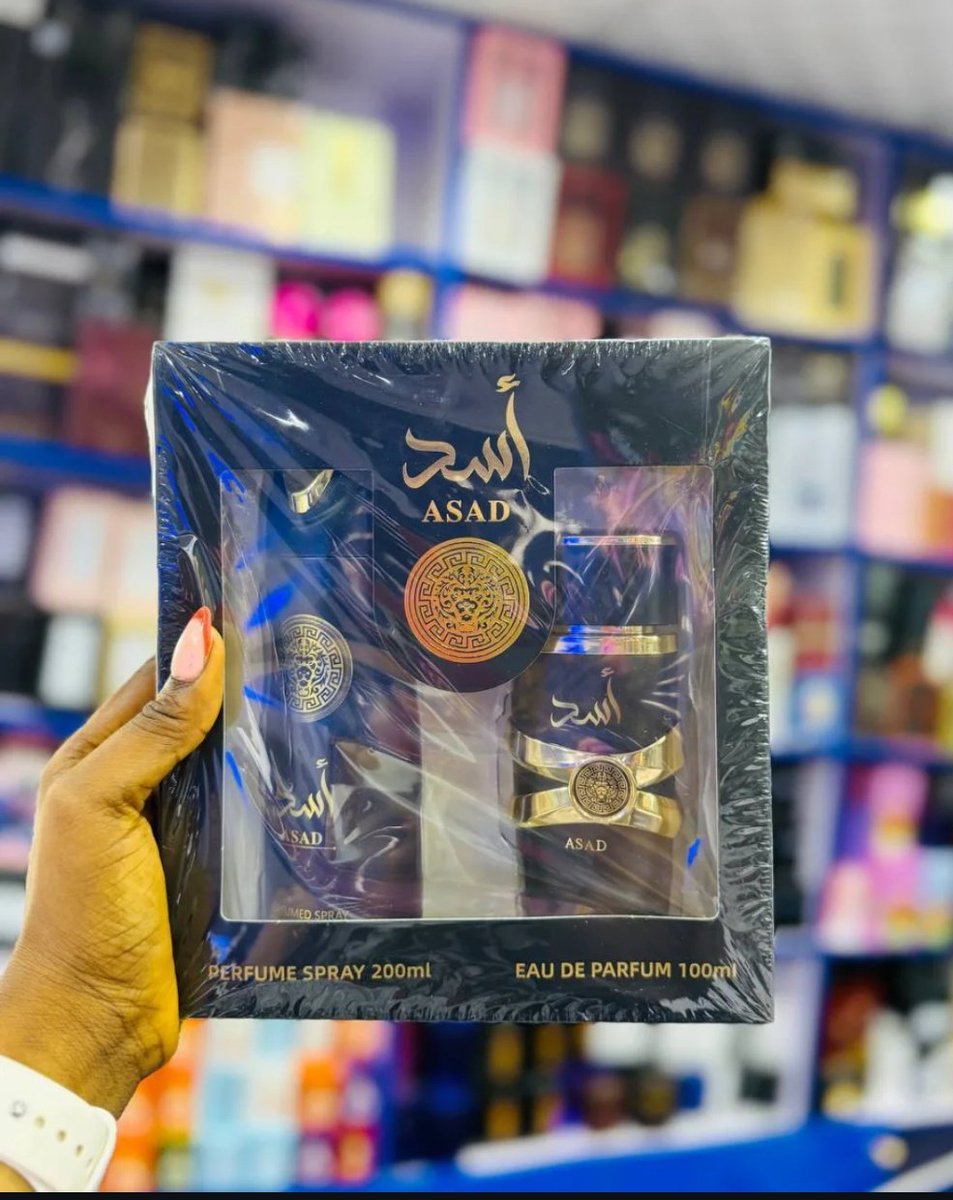 أسد
ASAD
أسد
ASAD
أسد
ASAD
PERFUME SPRAY 200ml
EAU DE PARFUM 100ml